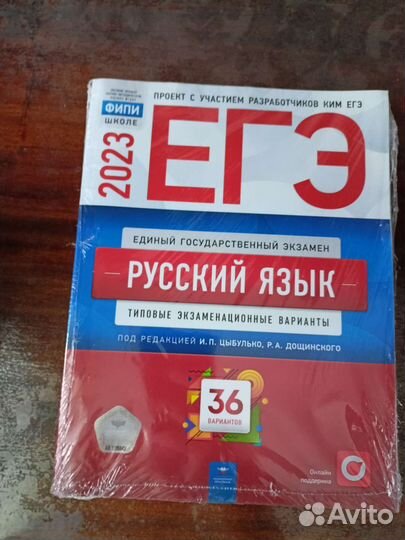 ПРОЕКТ С УЧАСТИЕМ РАЗРАБОТЧИКОВ КИМ ЕГЭ
ФИПИ
ШКОЛЕ
2023
ЕГЭ
ЕДИНЫЙ ГОСУДАРСТВЕННЫЙ ЭКЗАМЕН
РУССКИЙ ЯЗЫК
ТИПОВЫЕ ЭКЗАМЕНАЦИОННЫЕ ВАРИАНТЫ
ПОД РЕДАКЦИЕЙ И.П. ЦЫБУЛЬКО, Р.А. ДОЩИНСКОГО
36
ВАРИАНТОВ
Онлайн
поддержка
Avito